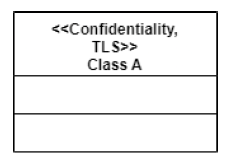 <<Confidentiality,
TLS>>
Class A